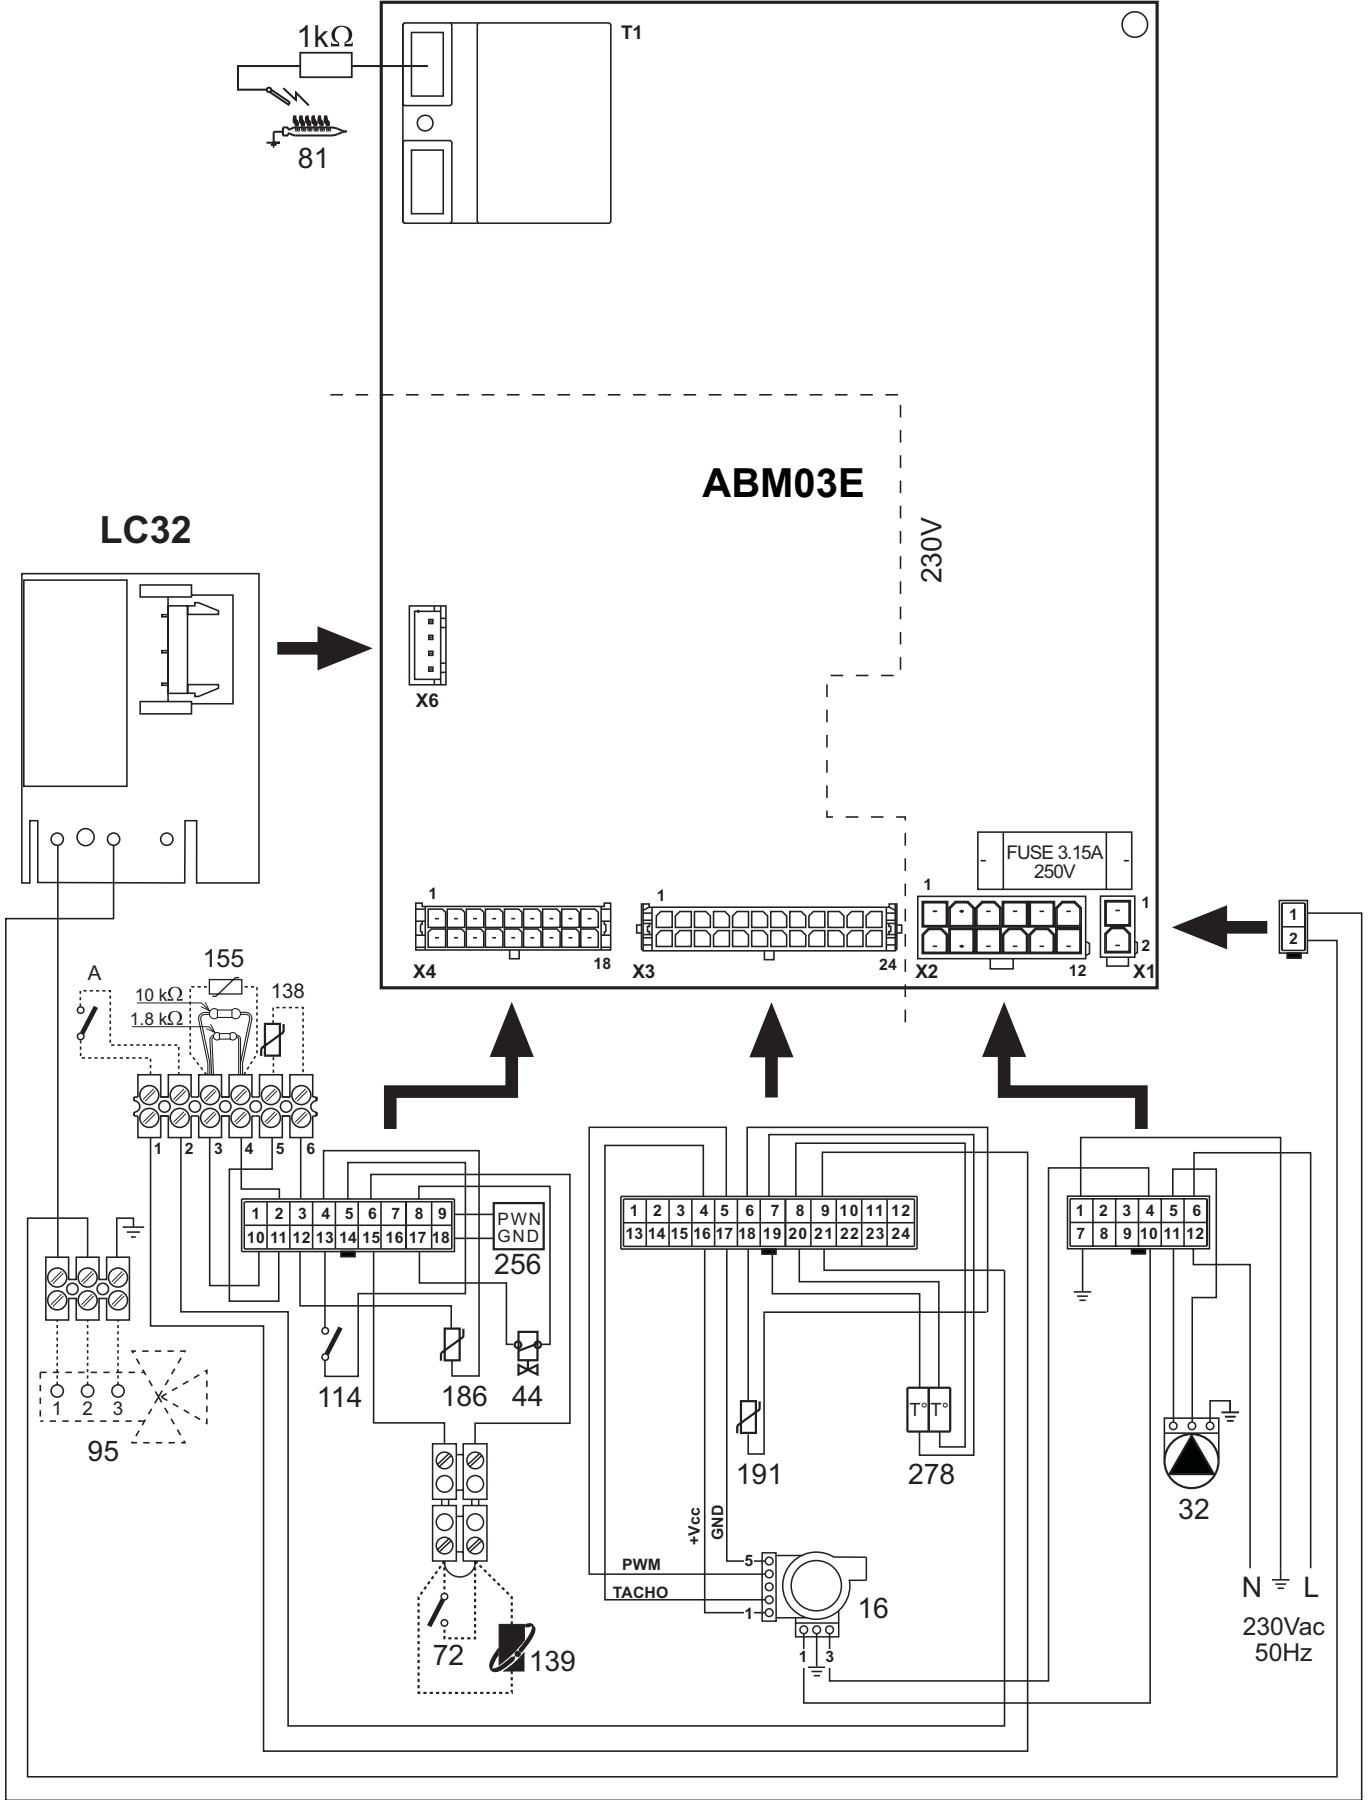 1kΩ
T1
81
ABM03E
230V
LC32
X6
FUSE 3.15A
250V
1
18
X4
1
24
X3
1
12
X2
1
2
X1
1
2
A
155
10 kΩ
1.8 kΩ
138
1 2 3 4 5 6
1 2 3 4 5 6 7 8 9
10 11 12 13 14 15 16 17 18
PWN
GND
256
1 2 3 4 5 6 7 8 9 10 11 12
13 14 15 16 17 18 19 20 21 22 23 24
1 2 3 4 5 6
7 8 9 10 11 12
1 2 3
95
114
186
44
191
278
32
+Vcc
GND
PWM
TACHO
5
1
16
1 3
72
139
N L
230Vac
50Hz